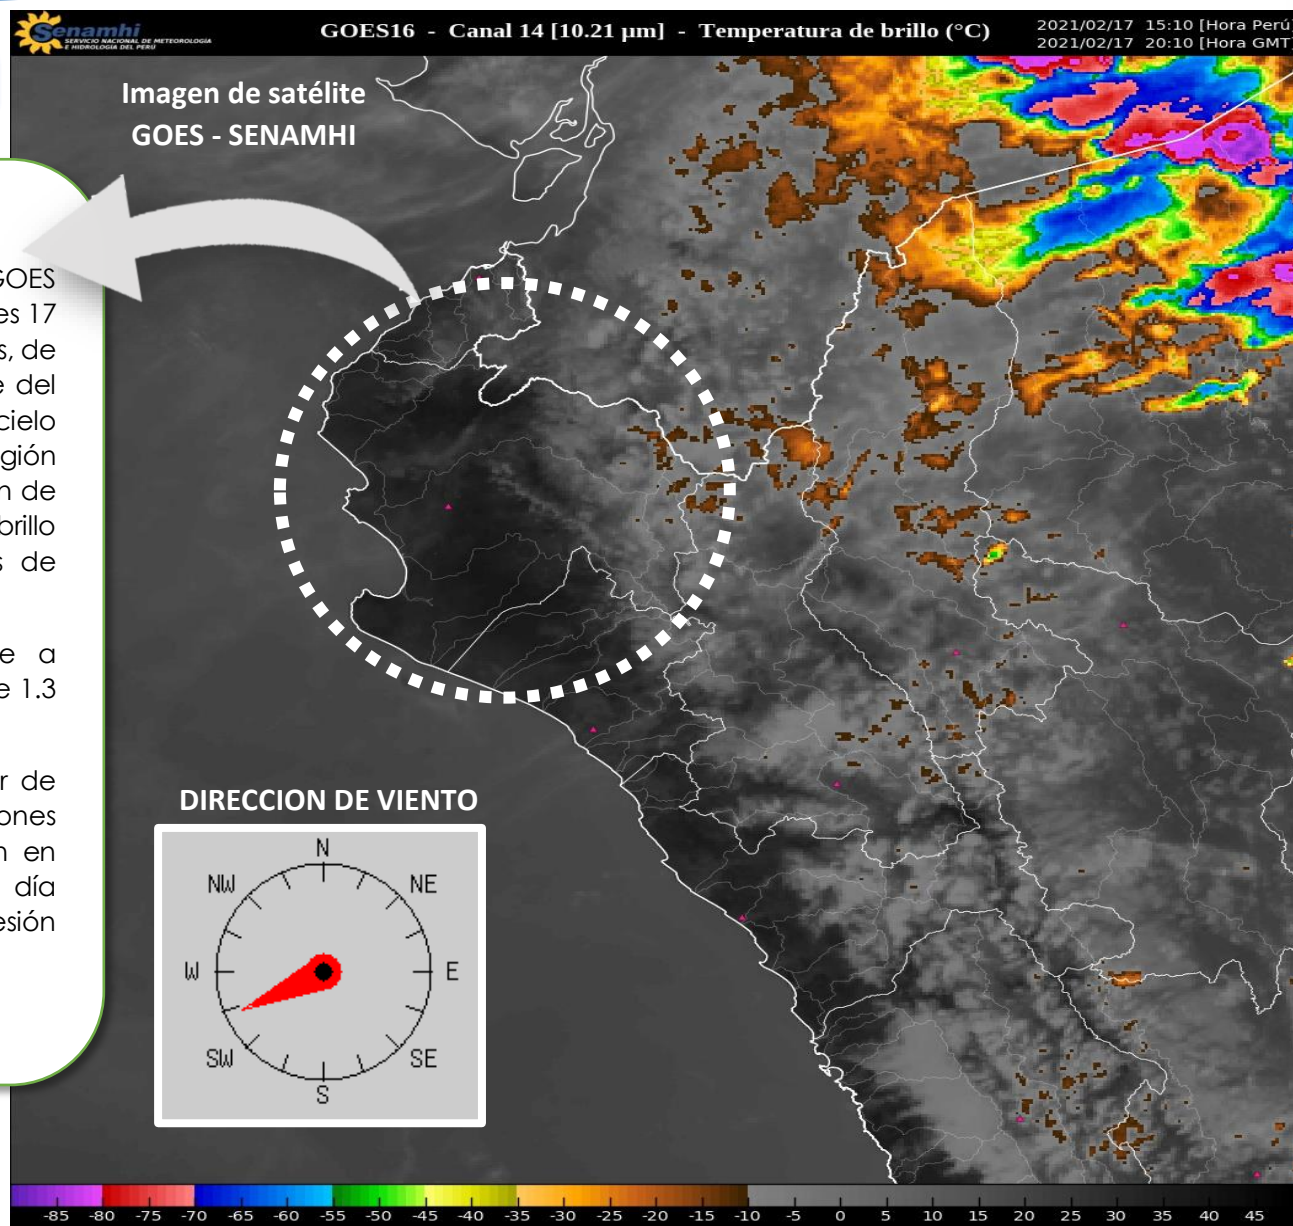 Senamhi
SERVICIO NACIONAL DE METEOROLOGÍA
E HIDROLOGÍA DEL PERÚ
GOES16 - Canal 14 [10.21 µm] - Temperatura de brillo (°C)
2021/02/17 15:10 [Hora Perú]
2021/02/17 20:10 [Hora GMT]
Imagen de satélite
GOES - SENAMHI
GOES
es 17
s, de
e del
cielo
gión
n de
brillo
s de
e a
e 1.3
r de
ones
n en
día
esión
DIRECCION DE VIENTO
N
NW NE
W E
SW SE
S
-85 -80 -75 -70 -65 -60 -55 -50 -45 -40 -35 -30 -25 -20 -15 -10 -5 0 5 10 15 20 25 30 35 40 45